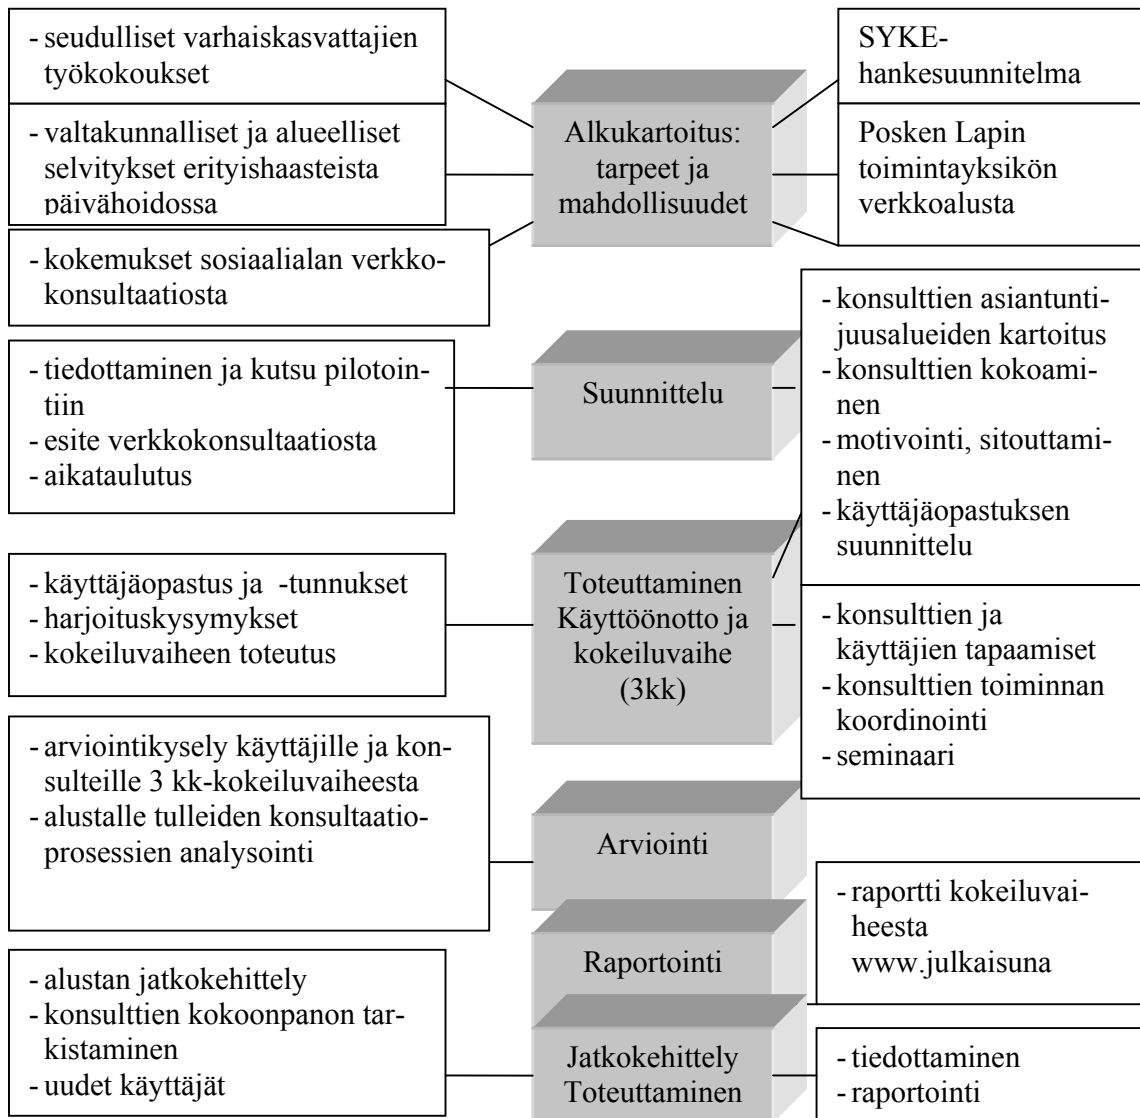 - seudulliset varhaiskasvattajien
työkokoukset
- valtakunnalliset ja alueelliset
selvitykset erityishaasteista
päivähoidossa
- kokemukset sosiaalialan verkko-
konsultaatiosta
Alkukartoitus:
tarpeet ja
mahdollisuudet
SYKE-
hankesuunnitelma
Posken Lapin
toimintayksikön
verkkoalusta
- tiedottaminen ja kutsu pilotoin-
tiin
- esite verkkokonsultaatiosta
- aikataulutus
Suunnittelu
- konsulttien asiantunti-
juusalueiden kartoitus
- konsulttien kokoami-
nen
- motivointi, sitouttami-
nen
- käyttäjäopastuksen
suunnittelu
- käyttäjäopastus ja -tunnukset
- harjoituskysymykset
- kokeiluvaiheen toteutus
Toteuttaminen
Käyttöönotto ja
kokeiluvaihe
(3kk)
- konsulttien ja
käyttäjien tapaamiset
- konsulttien toiminnan
koordinointi
- seminaari
- arviointikysely käyttäjille ja kon-
sulteille 3 kk-kokeiluvaiheesta
- alustalle tulleiden konsultaatio-
prosessien analysointi
Arviointi
Raportointi
- raportti kokeiluvai-
heesta
www.julkaisuna
- alustan jatkokehittely
- konsulttien kokoonpanon tar-
kistaminen
- uudet käyttäjät
Jatkokehittely
Toteuttaminen
- tiedottaminen
- raportointi